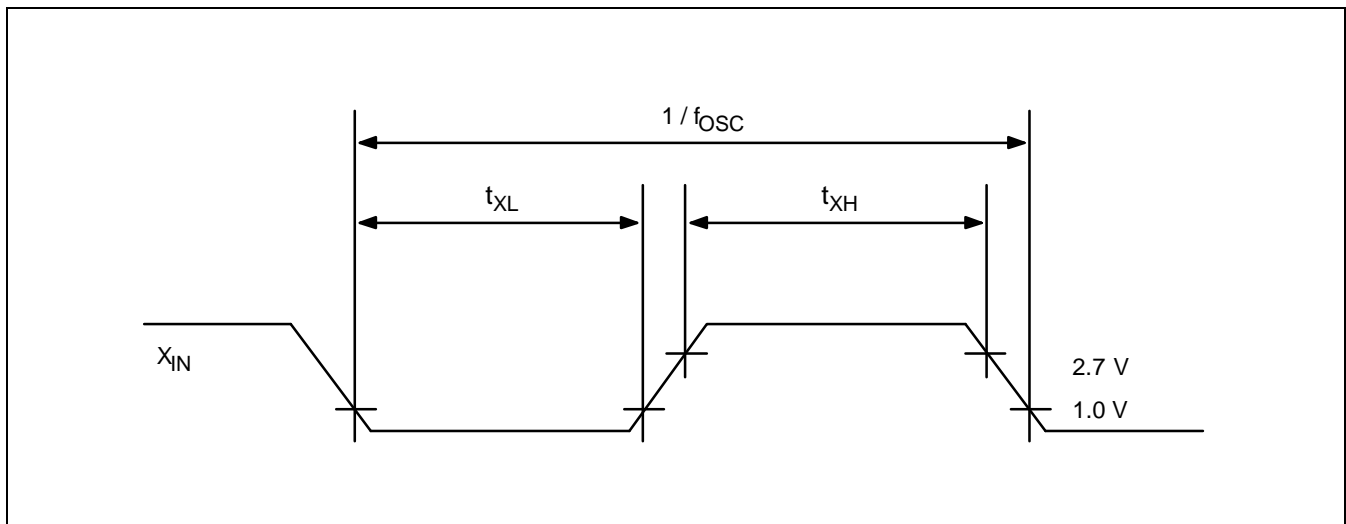 1 / fOSC
tXL
tXH
XIN
2.7 V
1.0 V